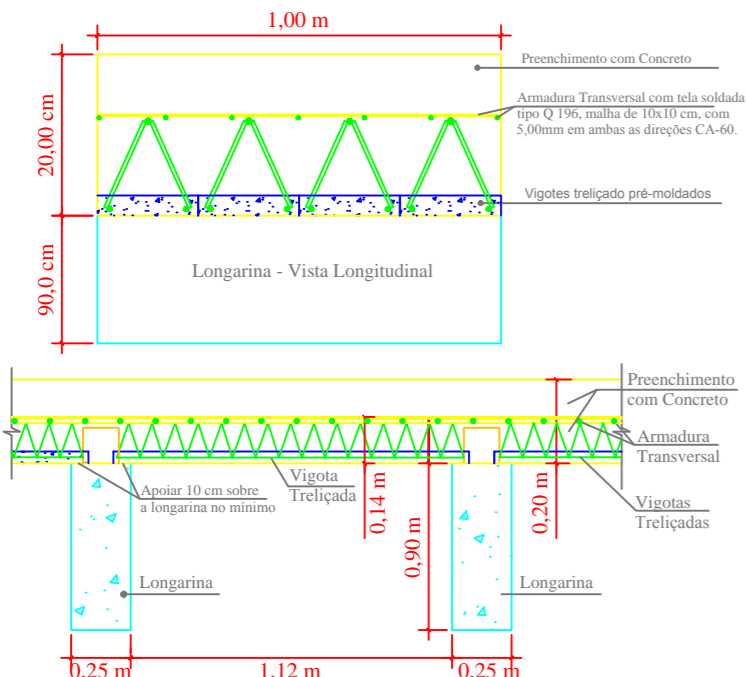 1,00 m
Preenchimento com Concreto
Armadura Transversal com tela soldada
tipo Q 196, malha de 10x10 cm, com
5,00mm em ambas as direções CA-60.
20,00 cm
Vigotes treliçado pré-moldados
Longarina - Vista Longitudinal
90,0 cm
Preenchimento
com Concreto
Armadura
Transversal
Vigota
Treliçada
Apoiar 10 cm sobre
a longarina no mínimo
0,14 m
0,90 m
0,20 m
Vigotas
Treliçadas
Longarina
Longarina
0,25 m
1,12 m
0,25 m